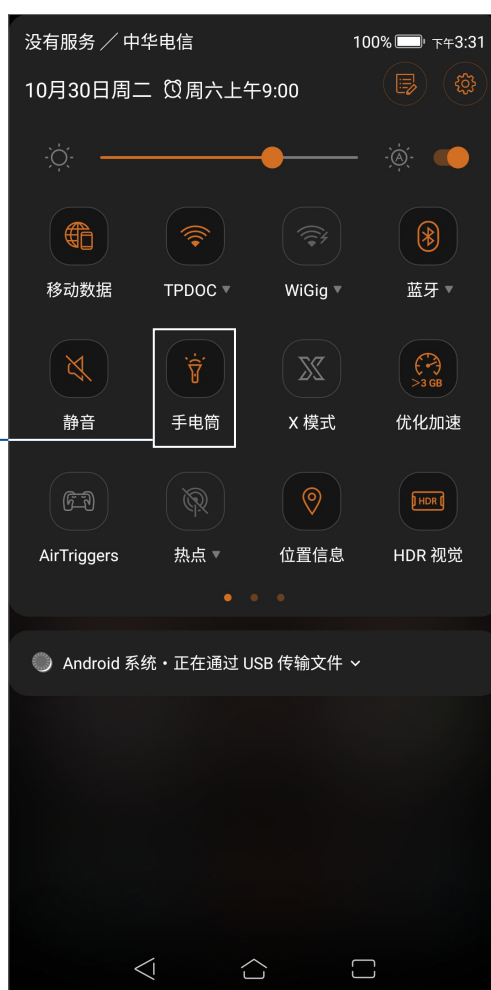 没有服务／中华电信 100% 下午3:31
10月30日周二 周六上午9:00
A
移动数据 TPDOC WiGig 蓝牙
>3 GB
静音 手电筒 X 模式 优化加速
HDR
AirTriggers 热点 位置信息 HDR 视觉
Android 系统・正在通过 USB 传输文件